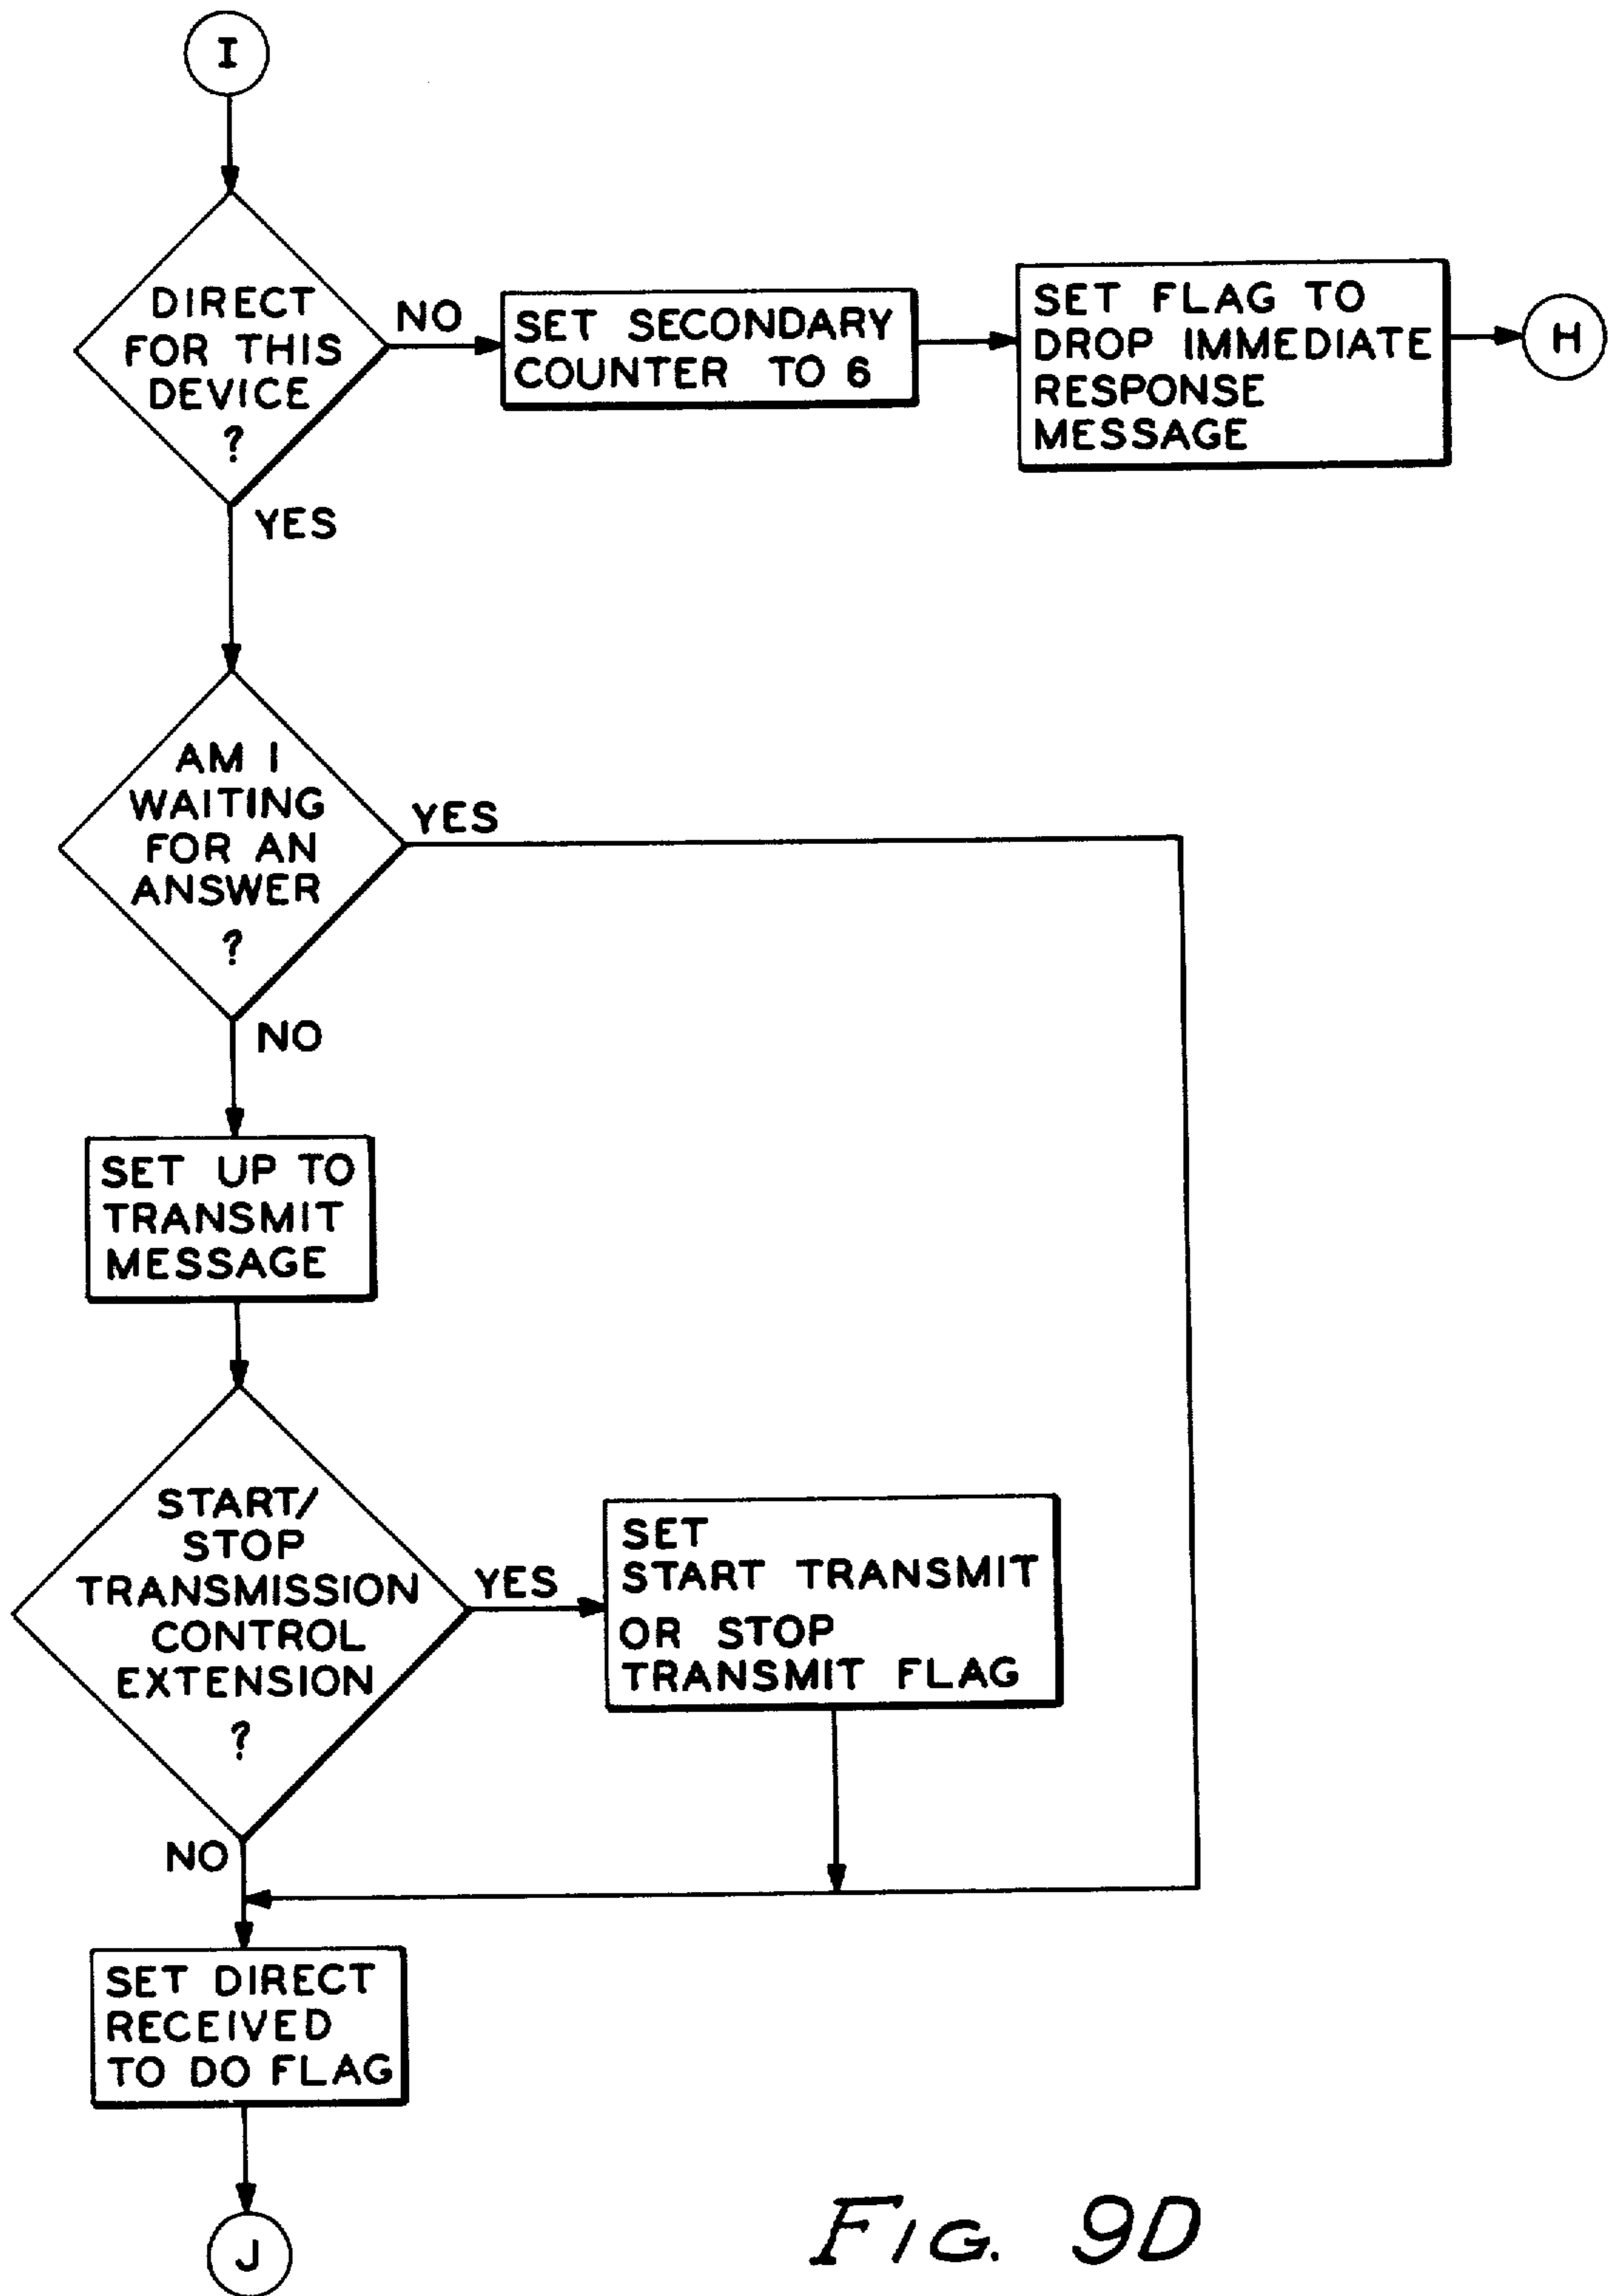 I
DIRECT
FOR THIS
DEVICE
?
NO
SET SECONDARY
COUNTER TO 6
SET FLAG TO
DROP IMMEDIATE
RESPONSE
MESSAGE
H
YES
AM I
WAITING
FOR AN
ANSWER
?
YES
NO
SET UP TO
TRANSMIT
MESSAGE
START/
STOP
TRANSMISSION
CONTROL
EXTENSION
?
YES
SET
START TRANSMIT
OR STOP
TRANSMIT FLAG
NO
SET DIRECT
RECEIVED
TO DO FLAG
J
FIG. 9D